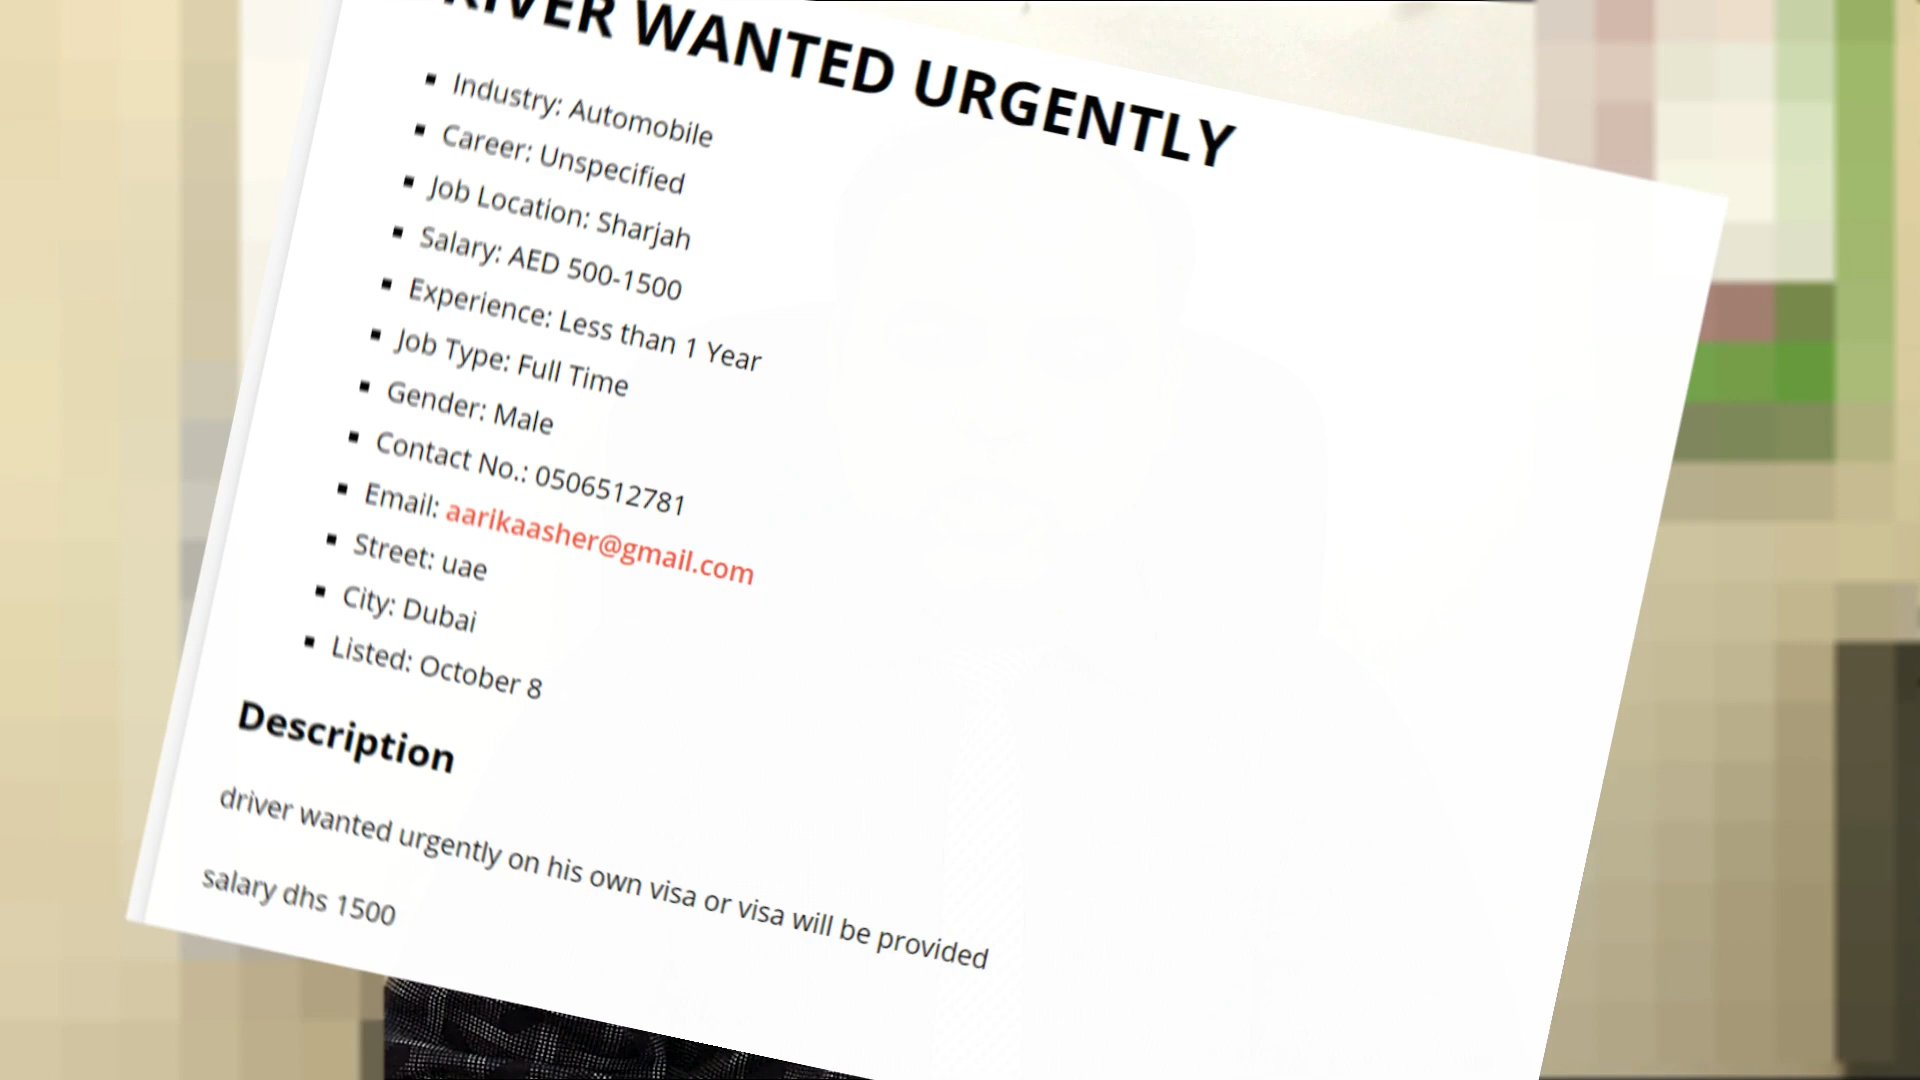 DRIVER WANTED URGENTLY
Industry: Automobile
Career: Unspecified
Job Location: Sharjah
Salary: AED 500-1500
Experience: Less than 1 Year
Job Type: Full Time
Gender: Male
Contact No.: 0506512781
Email: aarikaasher@gmail.com
Street: uae
City: Dubai
Listed: October 8
Description
driver wanted urgently on his own visa or visa will be provided
salary dhs 1500